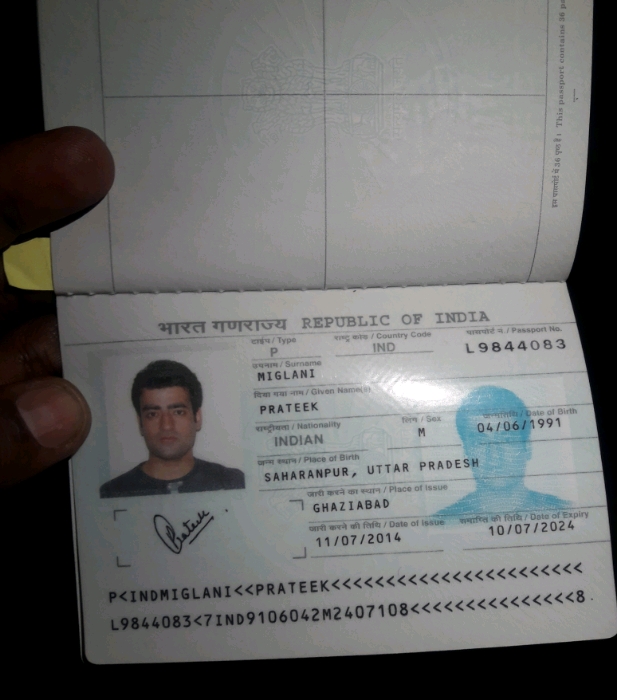 इस पासपोर्ट में 36 पृष्ठ हैं। This passport contains 36
भारत गणराज्य REPUBLIC OF INDIA
टाईप / Type
राष्ट्र कोड / Country Code
पासपोर्ट न. / Passport No.
P
IND
L9844083
उपनाम / Surname
MIGLANI
दिया गया नाम / Given Name(s)
PRATEEK
राष्ट्रीयता / Nationality
लिंग / Sex
जन्मतिथि / Date of Birth
INDIAN
M
04/06/1991
जन्म स्थान / Place of Birth
SAHARANPUR, UTTAR PRADESH
जारी करने का स्थान / Place of Issue
GHAZIABAD
जारी करने की तिथि / Date of Issue
समाप्ति की तिथि / Date of Expiry
11/07/2014
10/07/2024
Prateek
P<INDMIGLANI<<PRATEEK<<<<<<<<<<<<<<<<<<<<<<<
L9844083<7IND9106042M2407108<<<<<<<<<<<<<<<8